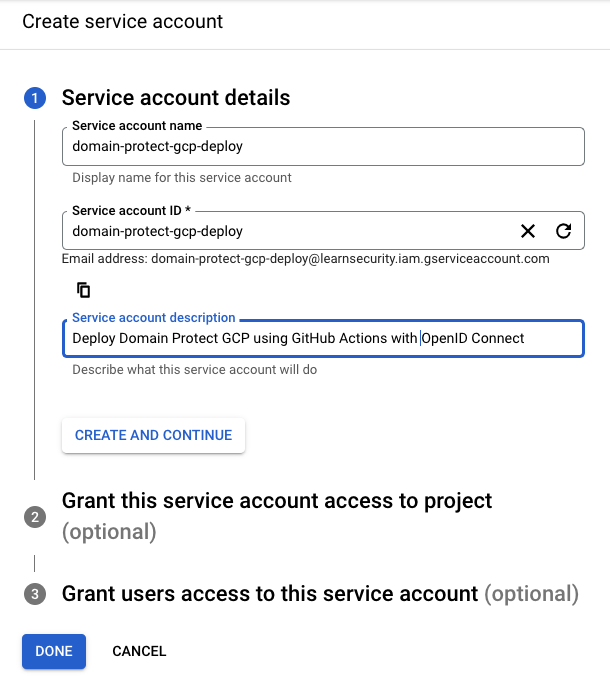 Create service account
1
Service account details
Service account name
domain-protect-gcp-deploy
Display name for this service account
Service account ID *
domain-protect-gcp-deploy
Email address: domain-protect-gcp-deploy@learnsecurity.iam.gserviceaccount.com
Service account description
Deploy Domain Protect GCP using GitHub Actions with OpenID Connect
Describe what this service account will do
CREATE AND CONTINUE
2
Grant this service account access to project
(optional)
3
Grant users access to this service account (optional)
DONE
CANCEL